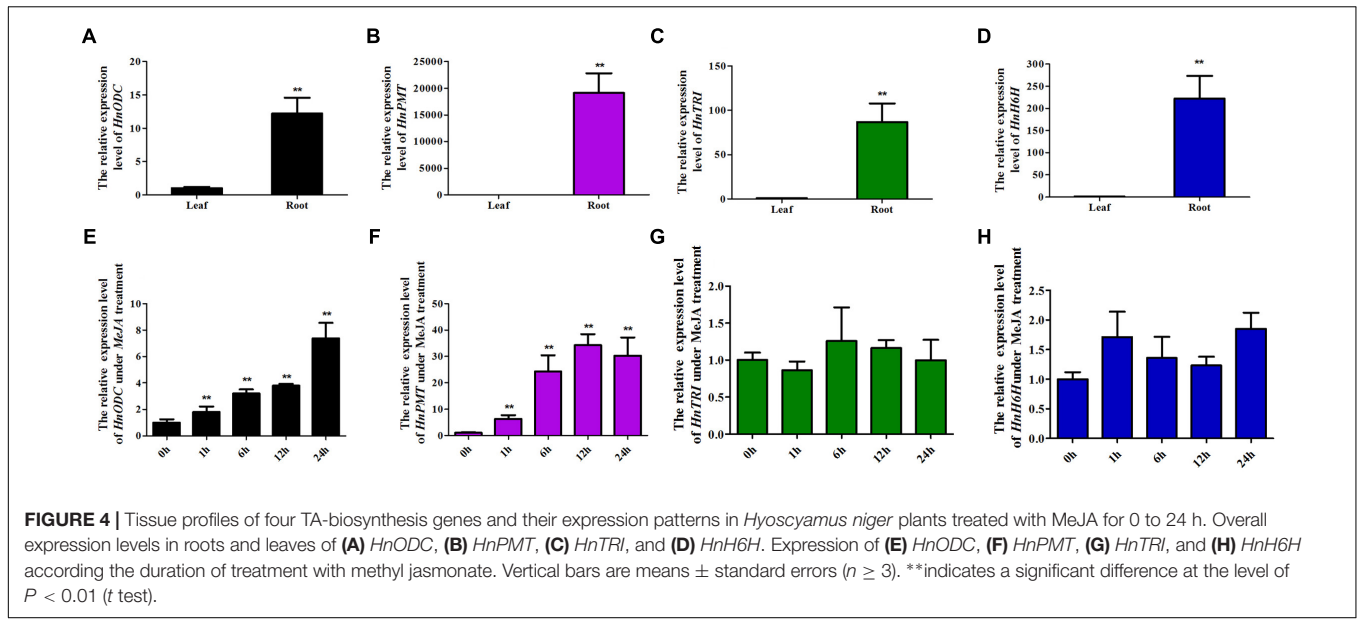 A
The relative expression
level of HnODC
20
15
10
5
0
**
Leaf
Root
B
The relative expression
level of HnPMT
25000
20000
15000
10000
5000
0
**
Leaf
Root
C
The relative expression
level of HnTRI
150
100
50
0
**
Leaf
Root
D
The relative expression
level of HnH6H
300
250
200
150
100
50
0
**
Leaf
Root
E
The relative expression level
of HnODC under MeJA treatment
10
8
6
4
2
0
**
**
**
**
0h
1h
6h
12h
24h
F
The relative expression level
of HnPMT under MeJA treatment
50
40
30
20
10
0
**
**
**
**
0h
1h
6h
12h
24h
G
The relative expression level
of HnTRI under MeJA treatment
2.0
1.5
1.0
0.5
0.0
0h
1h
6h
12h
24h
H
The relative expression level
of HnH6H under MeJA treatment
2.5
2.0
1.5
1.0
0.5
0.0
0h
1h
6h
12h
24h
FIGURE 4 | Tissue profiles of four TA-biosynthesis genes and their expression patterns in Hyoscyamus niger plants treated with MeJA for 0 to 24 h. Overall
expression levels in roots and leaves of (A) HnODC, (B) HnPMT, (C) HnTRI, and (D) HnH6H. Expression of (E) HnODC, (F) HnPMT, (G) HnTRI, and (H) HnH6H
according the duration of treatment with methyl jasmonate. Vertical bars are means ± standard errors (n ≥ 3). **indicates a significant difference at the level of
P < 0.01 (t test).